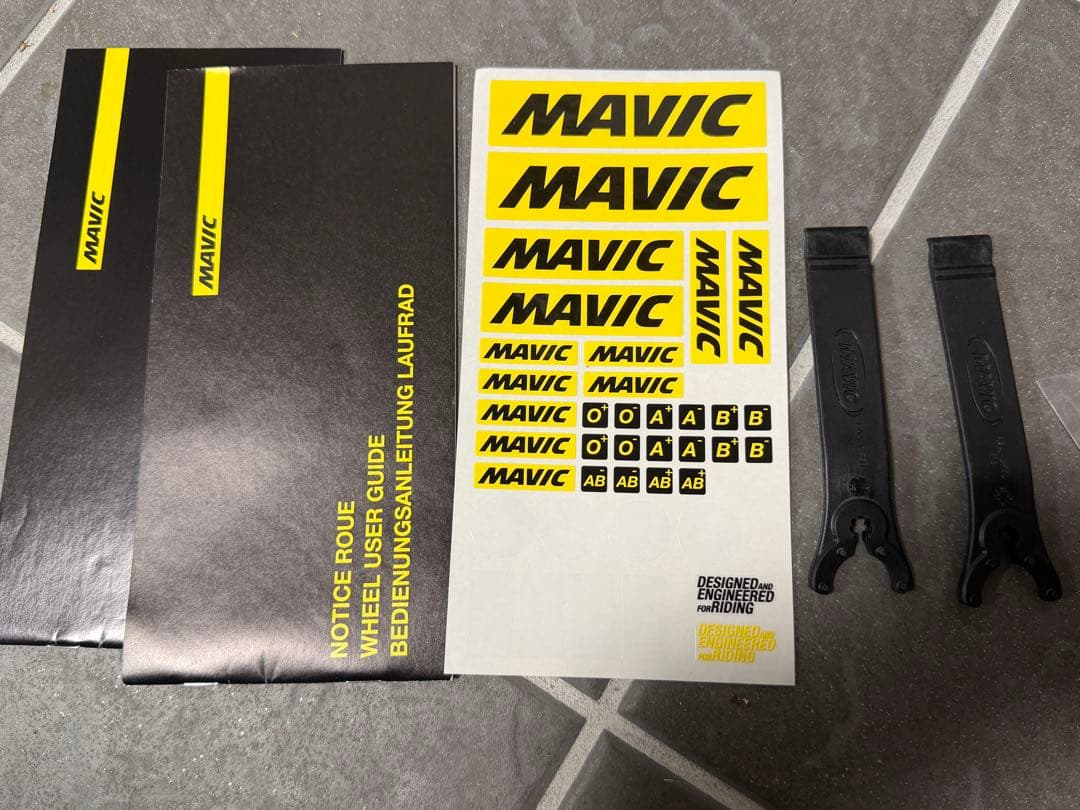 MAVIC
MAVIC
NOTICE ROUE
WHEEL USER GUIDE
BEDIENUNGSANLEITUNG LAUFRAD
MAVIC
MAVIC
MAVIC
MAVIC
MAVIC
MAVIC
MAVIC MAVIC
MAVIC MAVIC
MAVIC O+ O- A+ A- B+ B-
MAVIC O+ O- A+ A- B+ B-
MAVIC AB- AB- AB+ AB+
DESIGNED AND
ENGINEERED
FOR RIDING
DESIGNED AND
ENGINEERED
FOR RIDING
MAVIC
MAVIC